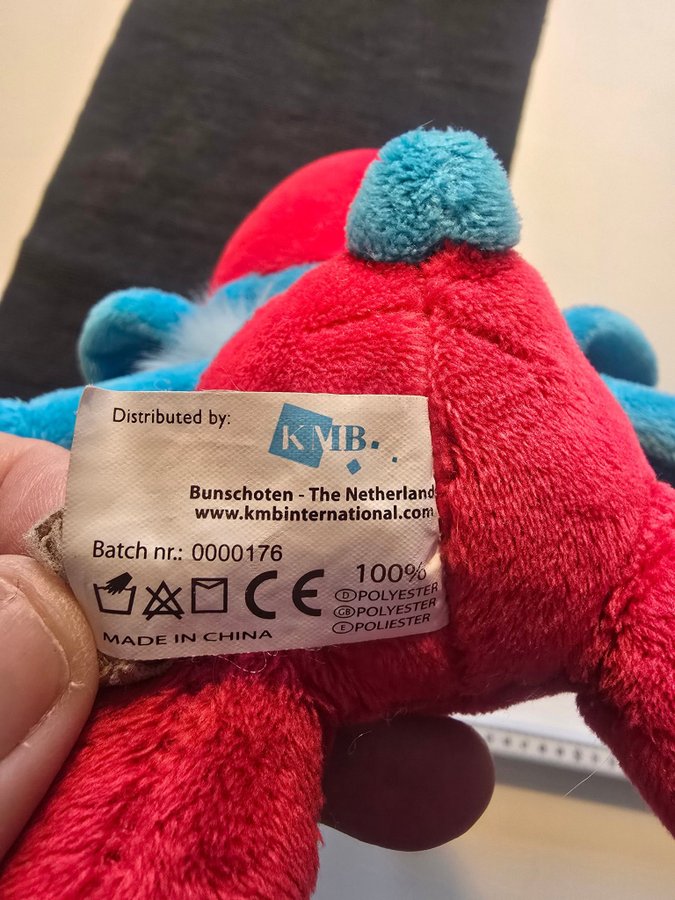 Distributed by:
KMB
Bunschoten - The Netherland
www.kmbinternational.com
Batch nr.: 0000176
CE
100%
D POLYESTER
GB POLYESTER
E POLIESTER
MADE IN CHINA